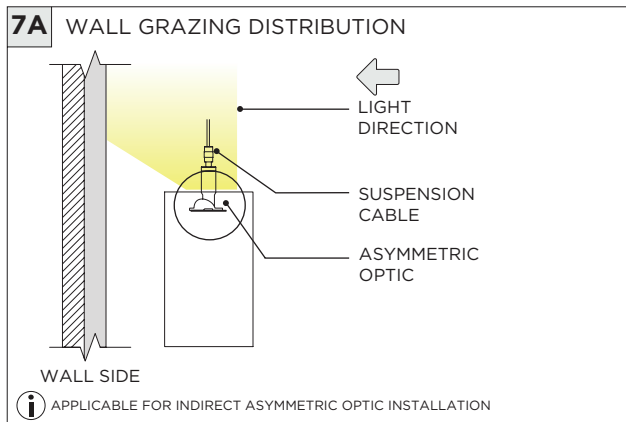 7A WALL GRAZING DISTRIBUTION
LIGHT
DIRECTION
SUSPENSION
CABLE
ASYMMETRIC
OPTIC
WALL SIDE
i APPLICABLE FOR INDIRECT ASYMMETRIC OPTIC INSTALLATION